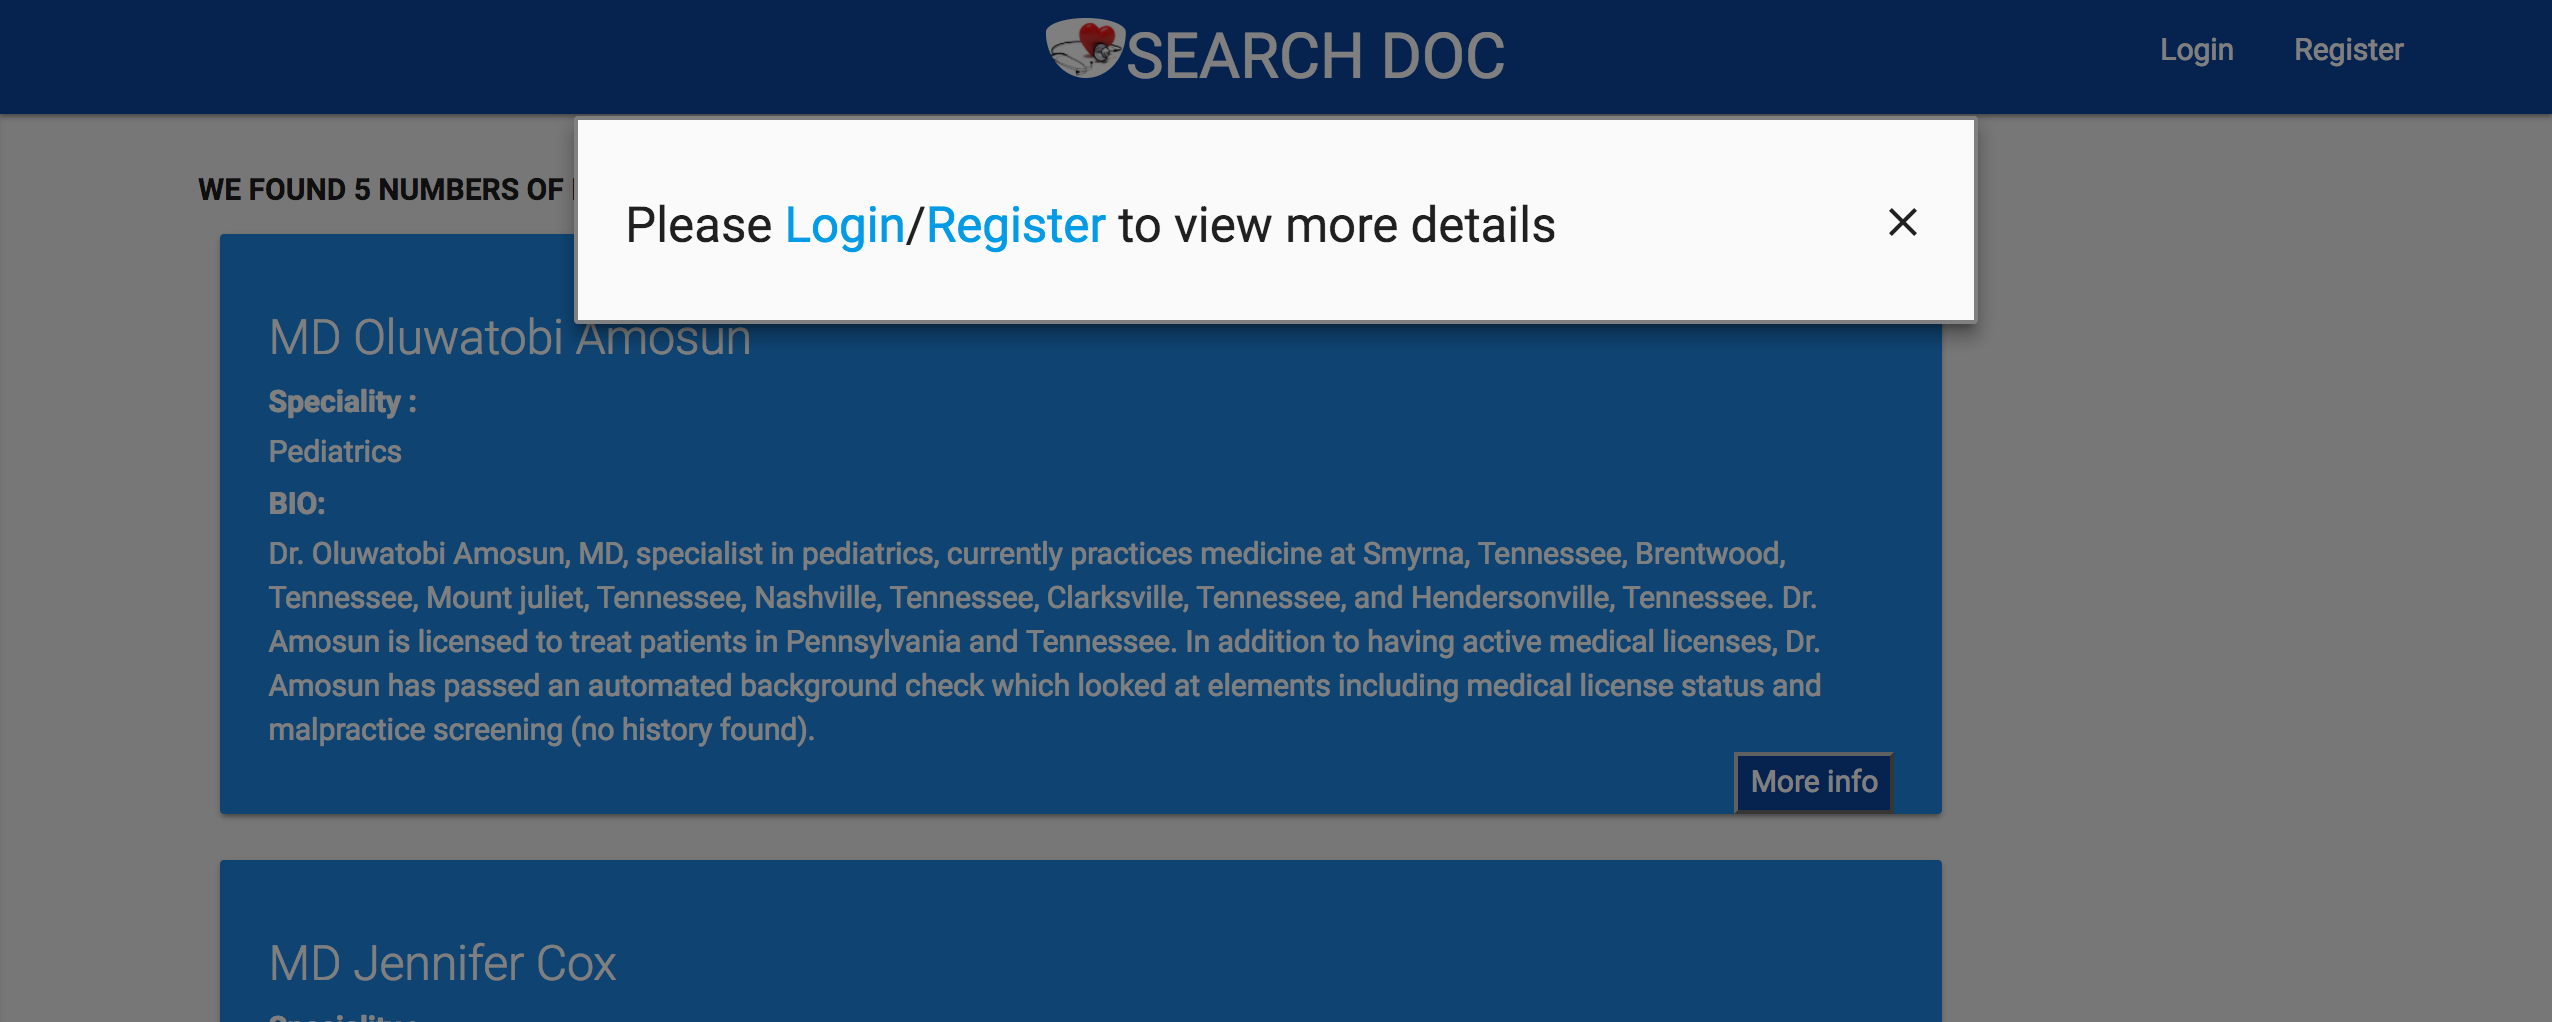 SEARCH DOC
Login
Register
WE FOUND 5 NUMBERS OF
Please Login/Register to view more details
MD Oluwatobi Amosun
Speciality :
Pediatrics
BIO:
Dr. Oluwatobi Amosun, MD, specialist in pediatrics, currently practices medicine at Smyrna, Tennessee, Brentwood,
Tennessee, Mount juliet, Tennessee, Nashville, Tennessee, Clarksville, Tennessee, and Hendersonville, Tennessee. Dr.
Amosun is licensed to treat patients in Pennsylvania and Tennessee. In addition to having active medical licenses, Dr.
Amosun has passed an automated background check which looked at elements including medical license status and
malpractice screening (no history found).
More info
MD Jennifer Cox